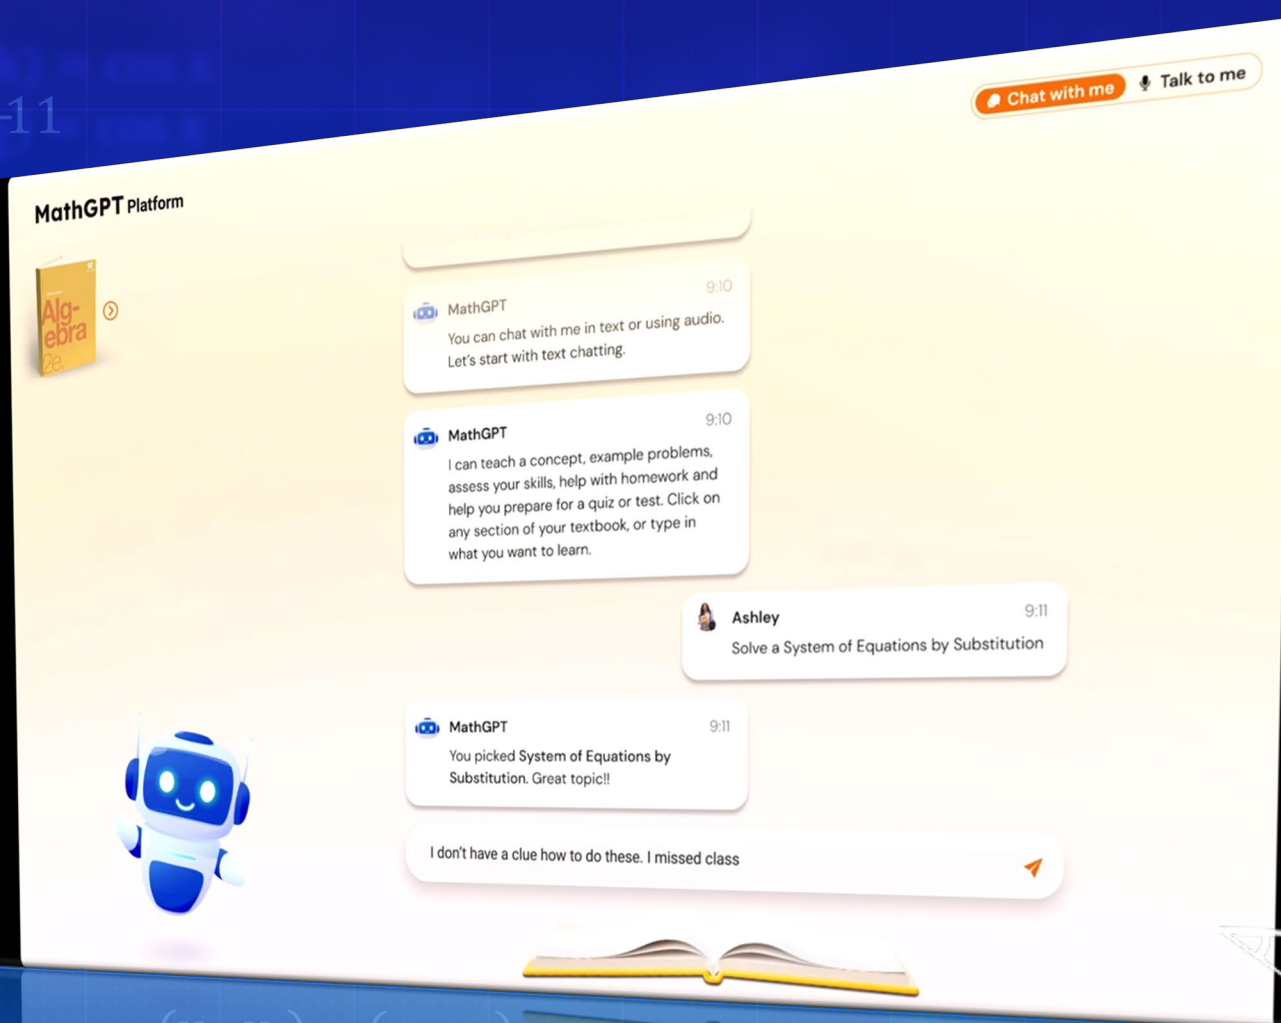 -11
Chat with me
Talk to me
MathGPT Platform
Alg-
ebra
2e
MathGPT 9:10
You can chat with me in text or using audio.
Let's start with text chatting.
MathGPT 9:10
I can teach a concept, example problems,
assess your skills, help with homework and
help you prepare for a quiz or test. Click on
any section of your textbook, or type in
what you want to learn.
Ashley 9:11
Solve a System of Equations by Substitution
MathGPT 9:11
You picked System of Equations by
Substitution. Great topic!!
I don't have a clue how to do these. I missed class